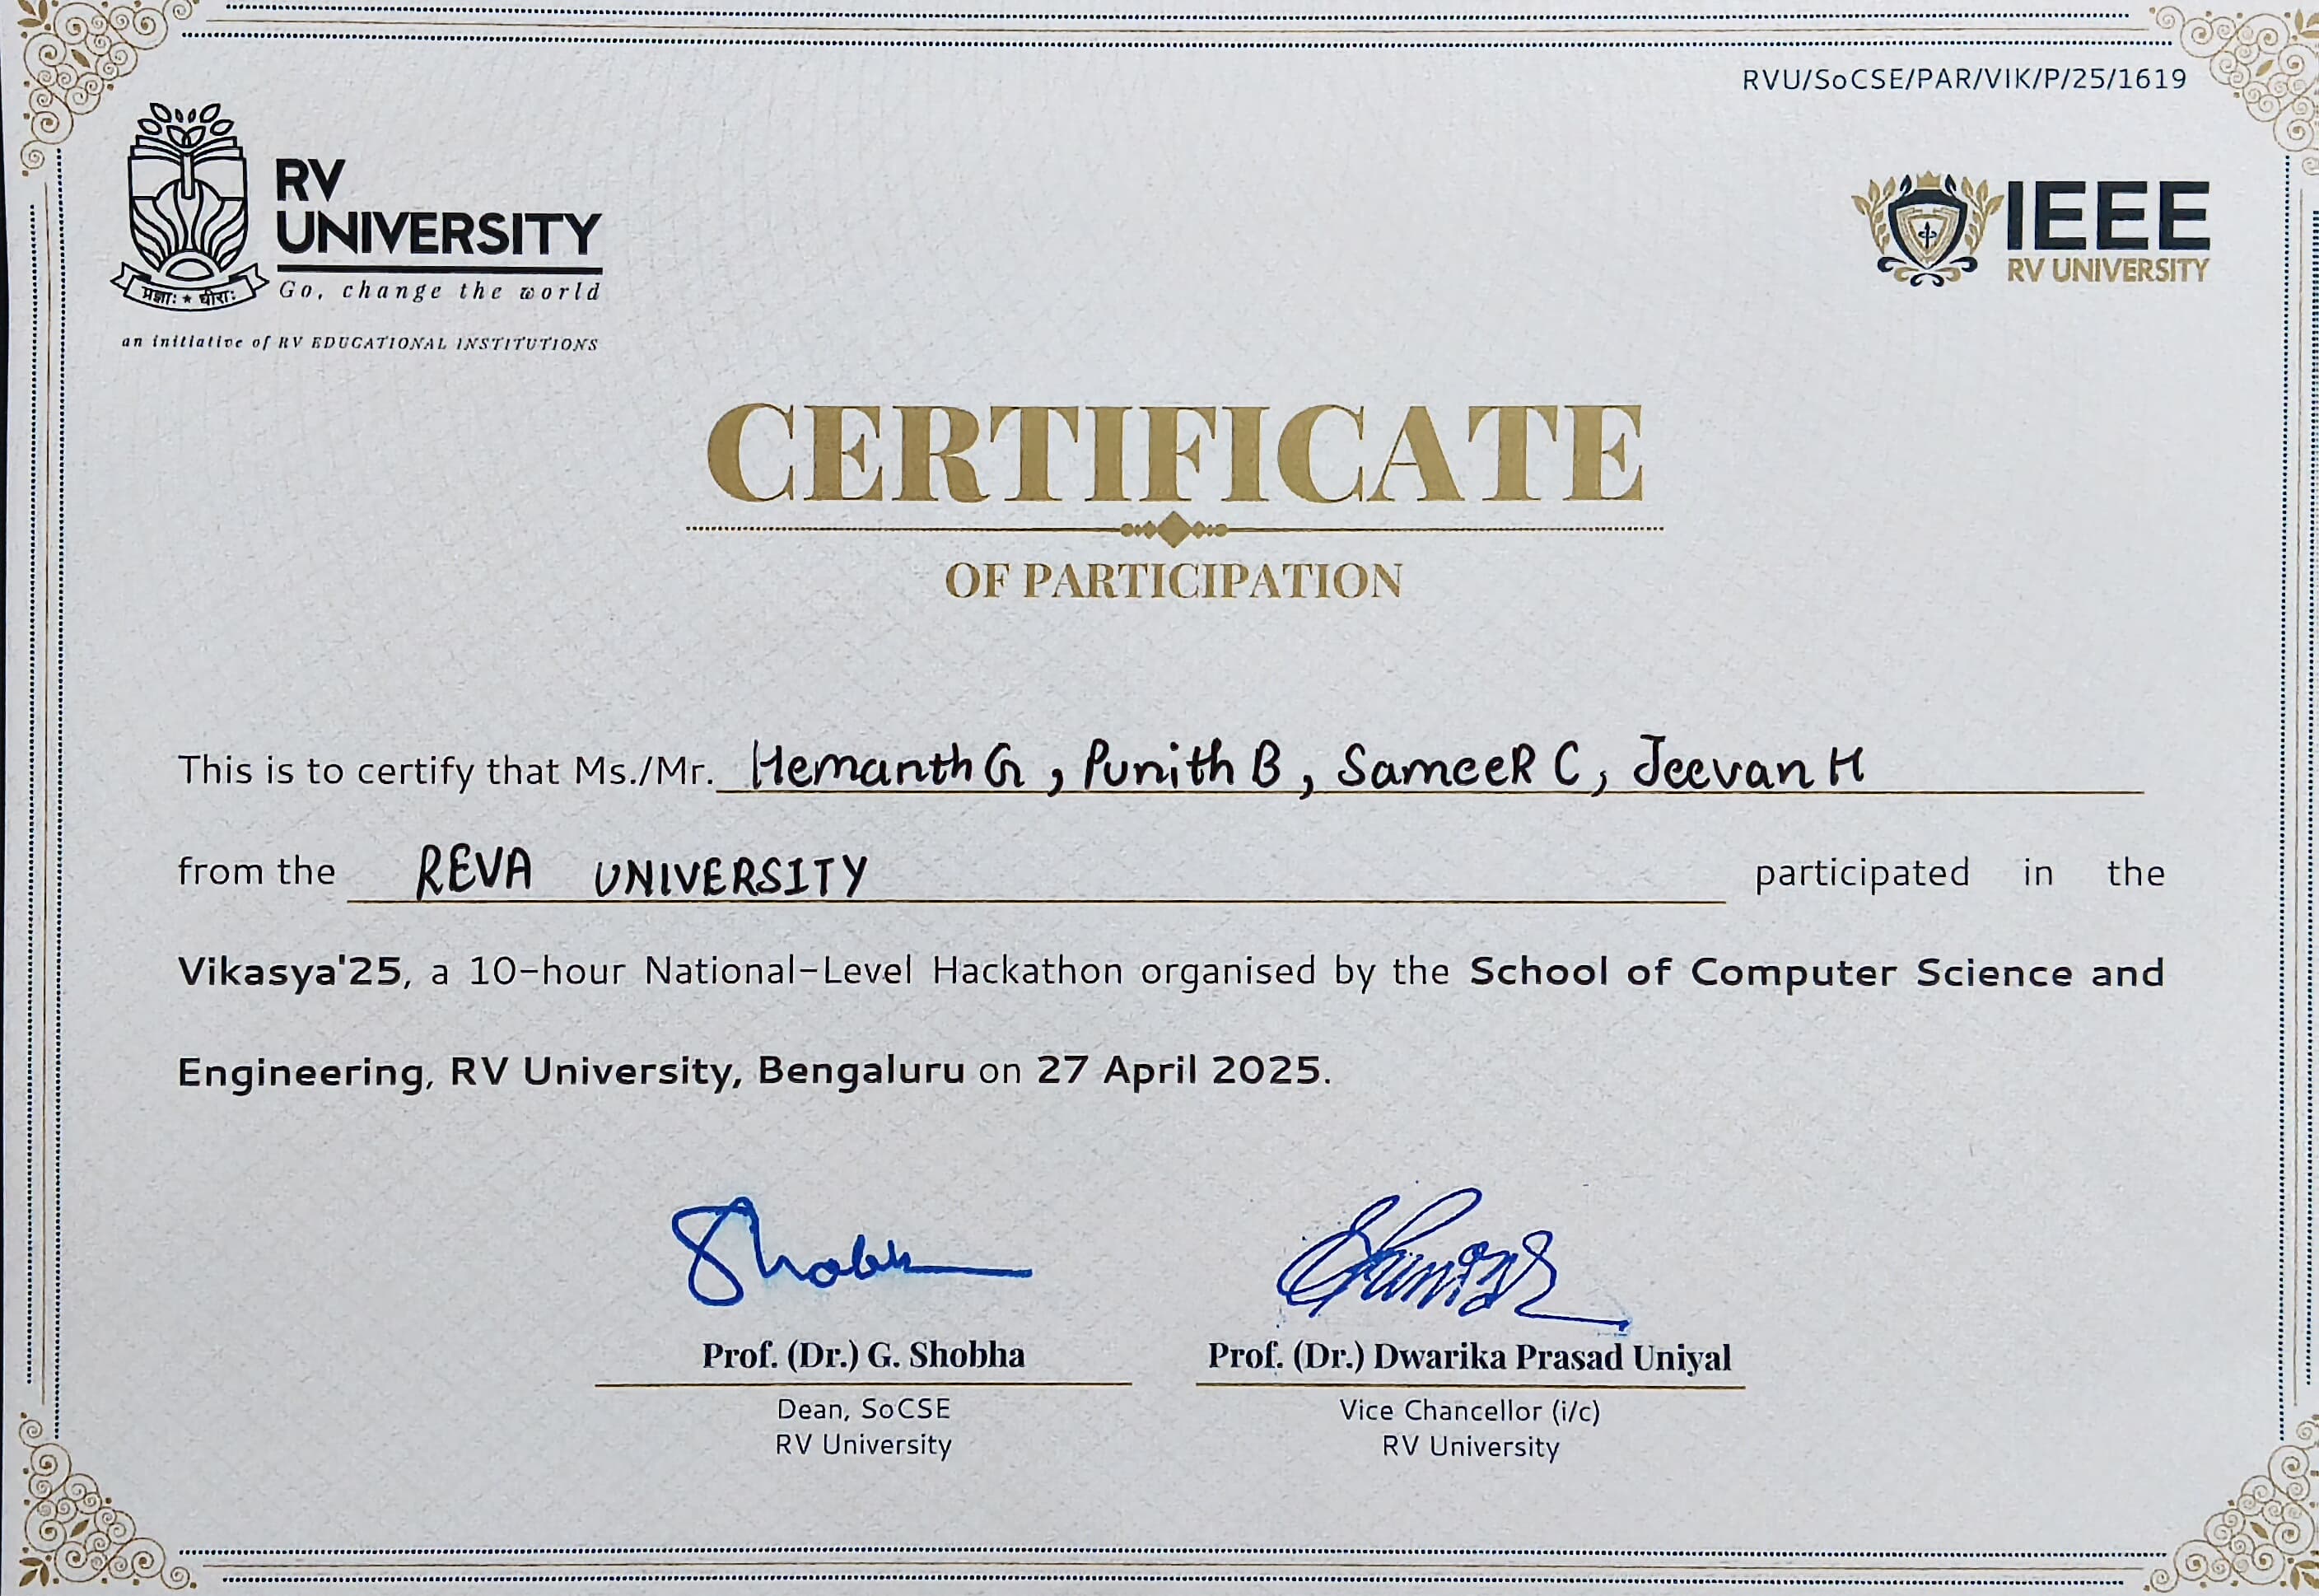 RVU/SoCSE/PAR/VIK/P/25/1619
RV
UNIVERSITY
Go, change the world
प्रज्ञाः ★ धीराः
an initiative of RV EDUCATIONAL INSTITUTIONS
IEEE
RV UNIVERSITY
CERTIFICATE
OF PARTICIPATION
This is to certify that Ms./Mr. Hemanth G, Punith B, SameeR C, Jeevan H
from the REVA UNIVERSITY participated in the
Vikasya'25, a 10-hour National-Level Hackathon organised by the School of Computer Science and
Engineering, RV University, Bengaluru on 27 April 2025.
Shobh
Prof. (Dr.) G. Shobha
Prof. (Dr.) Dwarika Prasad Uniyal
Dean, SoCSE
Vice Chancellor (i/c)
RV University
RV University